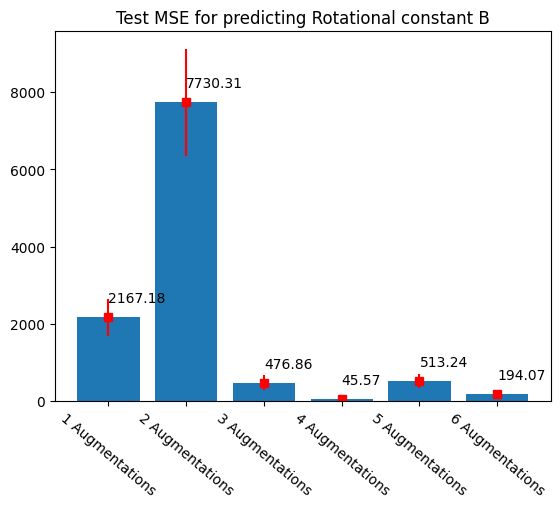 Test MSE for predicting Rotational constant B
8000
6000
4000
2000
0
2167.18
7730.31
476.86
45.57
513.24
194.07
1 Augmentations
2 Augmentations
3 Augmentations
4 Augmentations
5 Augmentations
6 Augmentations